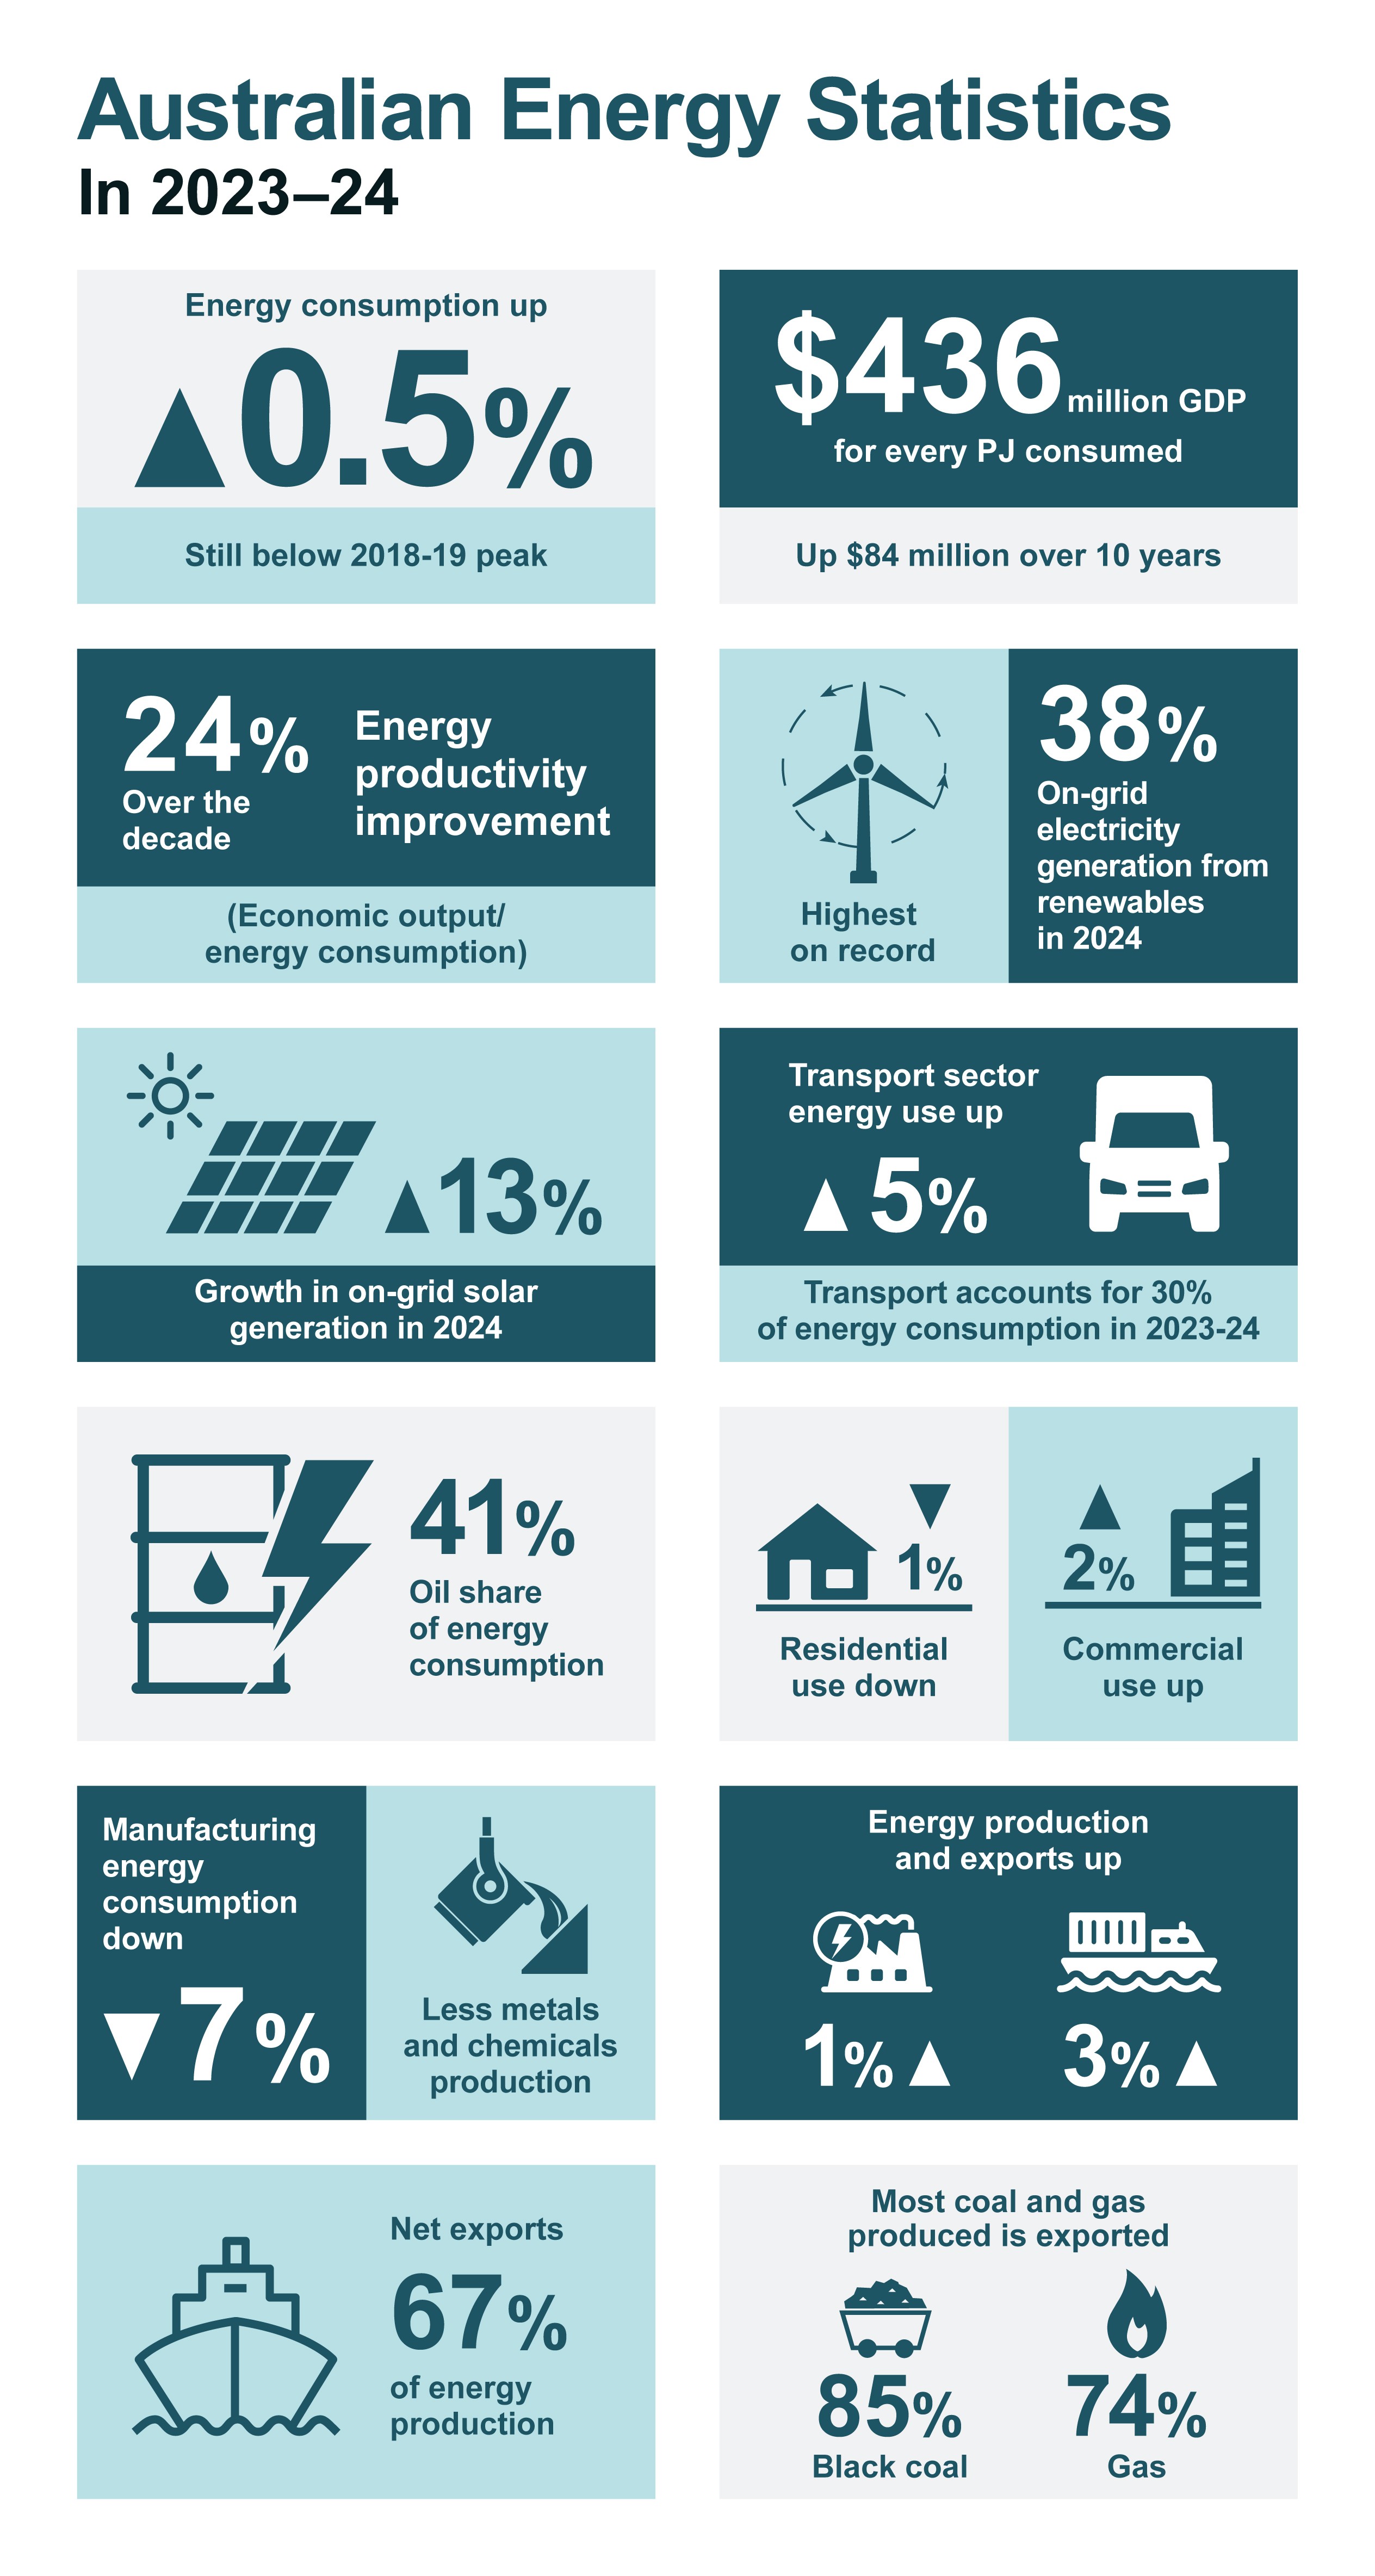 Australian Energy Statistics
In 2023–24
Energy consumption up
▲0.5%
Still below 2018-19 peak
$436 million GDP
for every PJ consumed
Up $84 million over 10 years
24%
Over the
decade
Energy
productivity
improvement
(Economic output/
energy consumption)
Highest
on record
38%
On-grid
electricity
generation from
renewables
in 2024
▲13%
Growth in on-grid solar
generation in 2024
Transport sector
energy use up
▲ 5%
Transport accounts for 30%
of energy consumption in 2023-24
41%
Oil share
of energy
consumption
▼
1%
Residential
use down
▲
2%
Commercial
use up
Manufacturing
energy
consumption
down
▼7%
Less metals
and chemicals
production
Energy production
and exports up
1% ▲
3% ▲
Net exports
67%
of energy
production
Most coal and gas
produced is exported
85%
Black coal
74%
Gas